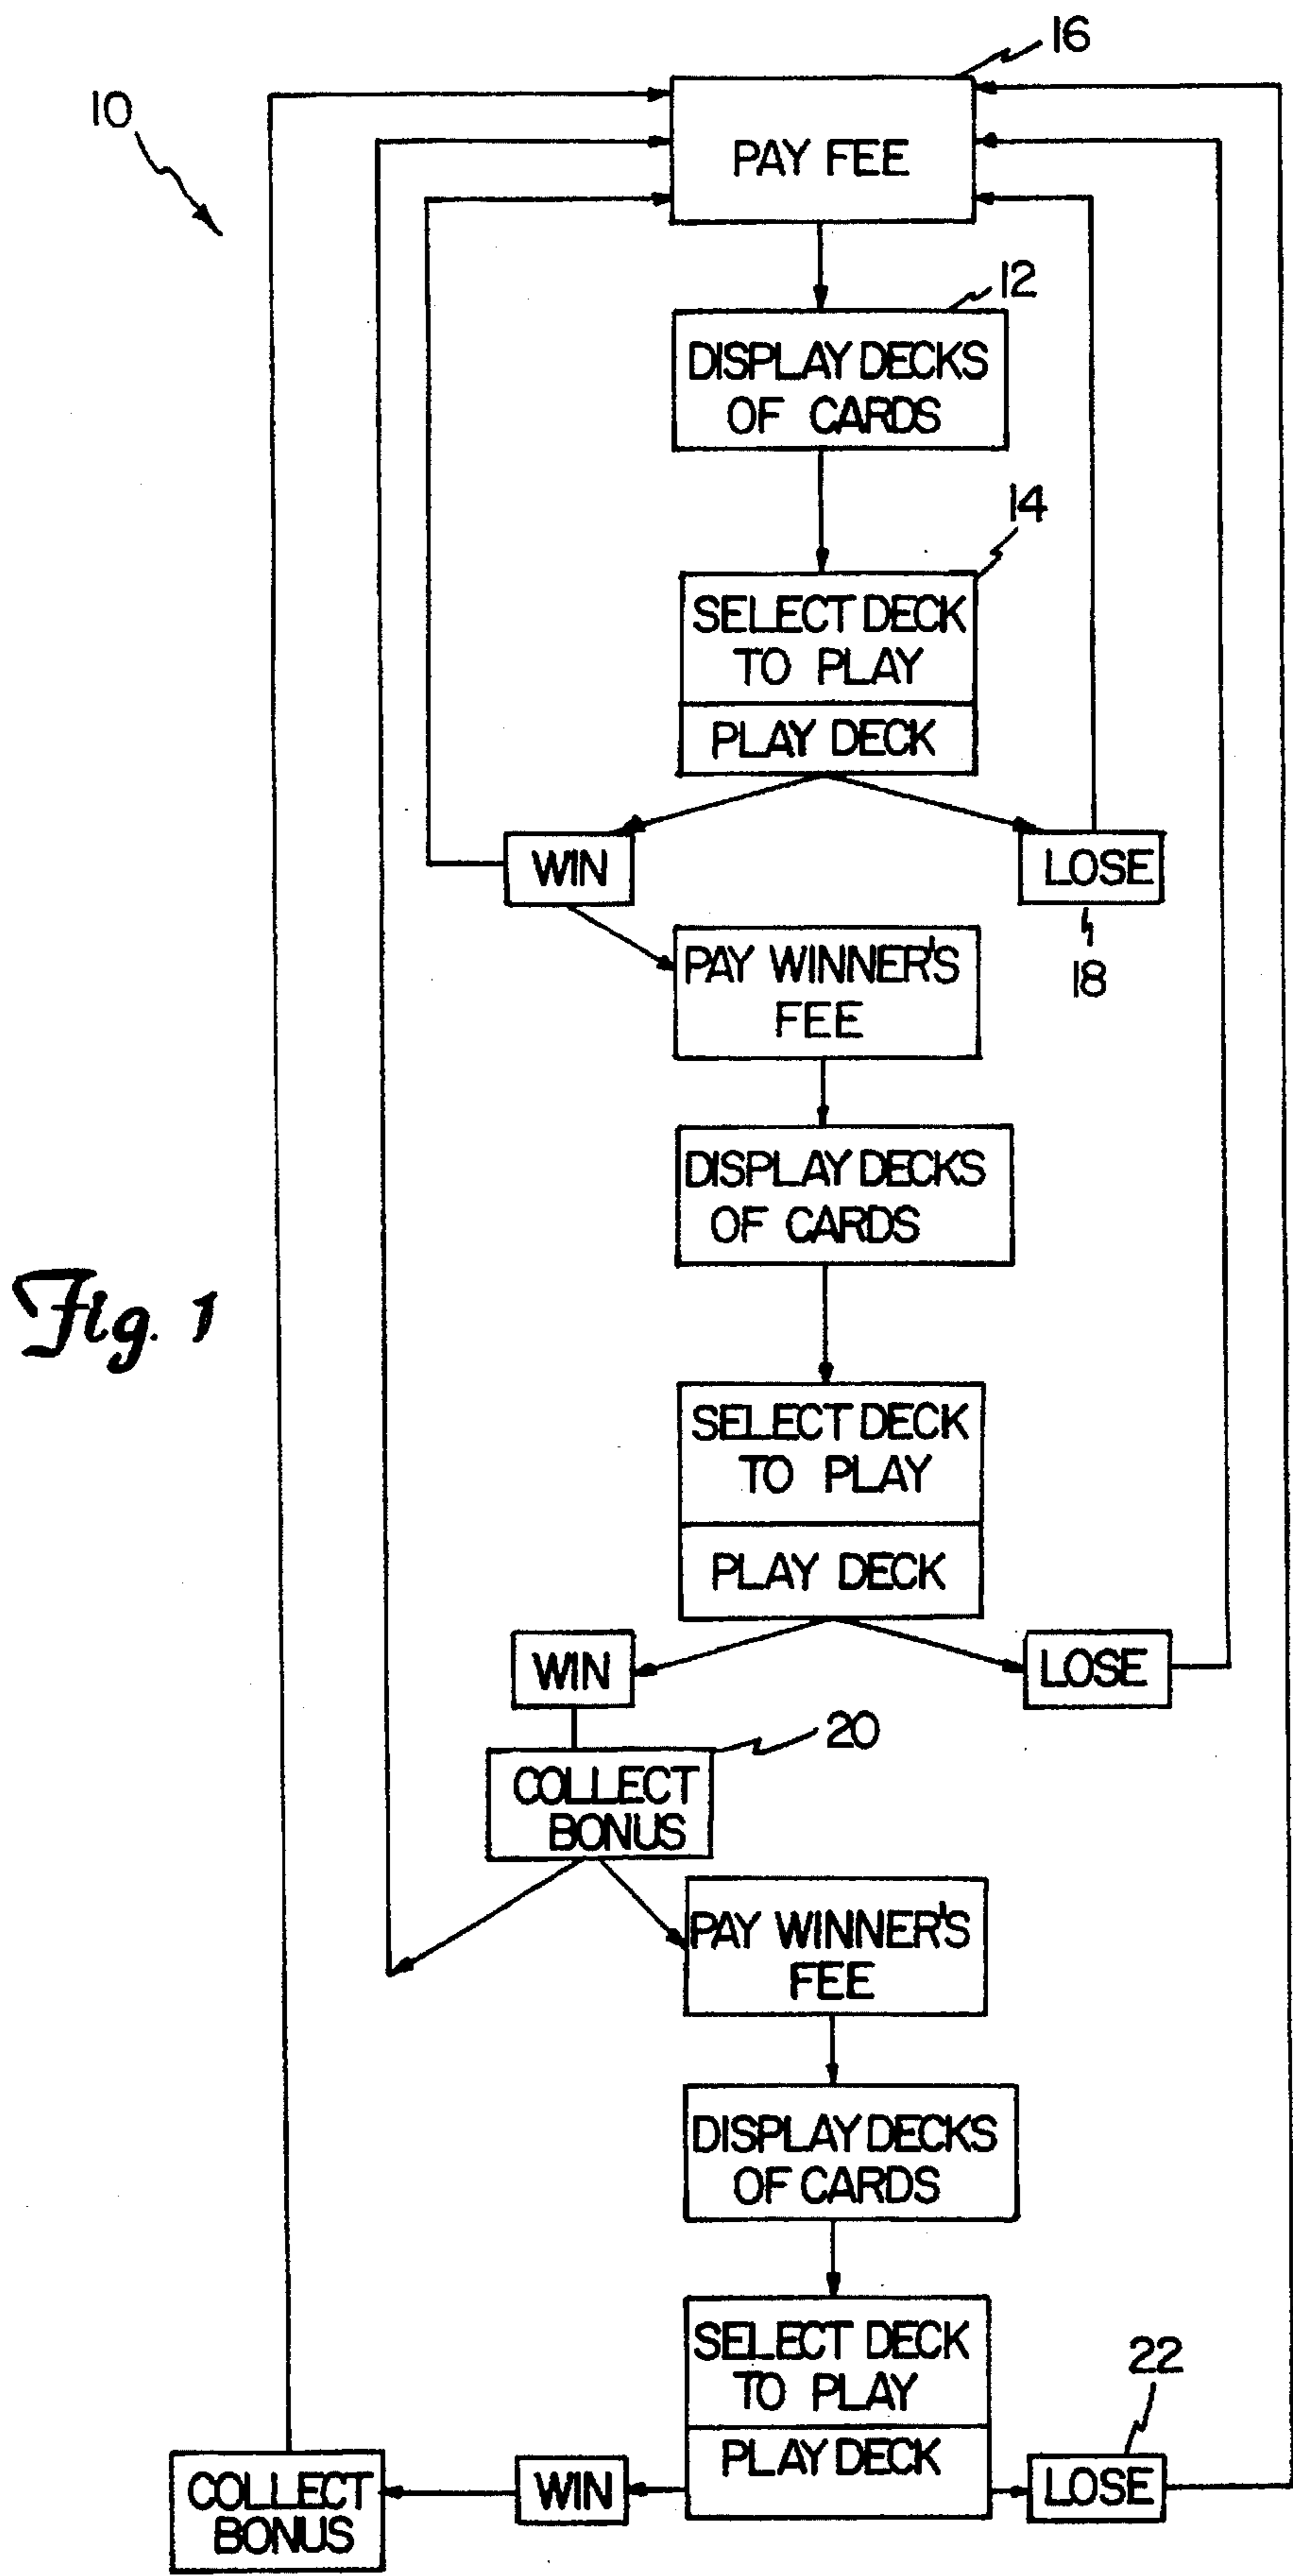 16
10
PAY FEE
12
DISPLAY DECKS
OF CARDS
14
SELECT DECK
TO PLAY
PLAY DECK
WIN
LOSE
18
PAY WINNER'S
FEE
DISPLAY DECKS
OF CARDS
Fig. 1
SELECT DECK
TO PLAY
PLAY DECK
WIN
LOSE
20
COLLECT
BONUS
PAY WINNER'S
FEE
DISPLAY DECKS
OF CARDS
SELECT DECK
TO PLAY
22
PLAY DECK
COLLECT
BONUS
WIN
LOSE